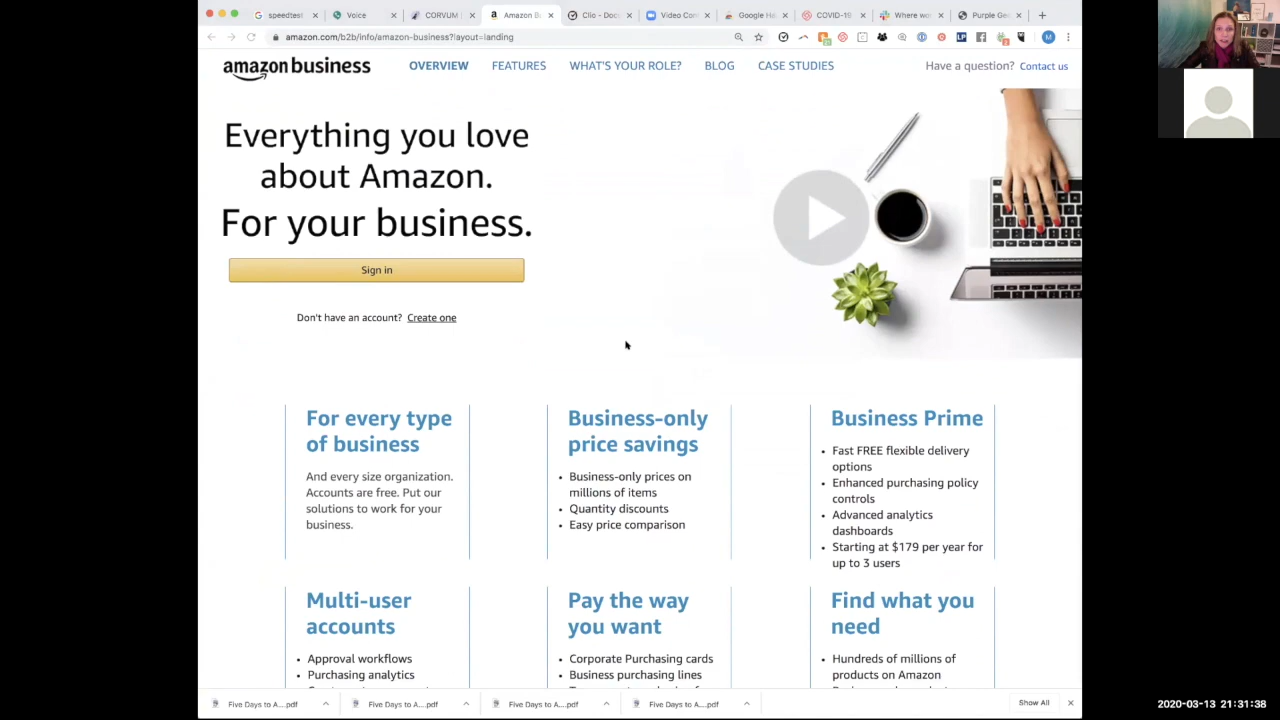 speedtest
Voice
CORVUM
Amazon B
Clio - Doc
Video Con
Google Ha
COVID-19
Where wo
Purple Ge
amazon.com/b2b/info/amazon-business?layout=landing
amazon business
OVERVIEW
FEATURES
WHAT'S YOUR ROLE?
BLOG
CASE STUDIES
Have a question? Contact us
Everything you love
about Amazon.
For your business.
Sign in
Don't have an account? Create one
For every type
of business
And every size organization.
Accounts are free. Put our
solutions to work for your
business.
Business-only
price savings
• Business-only prices on
millions of items
• Quantity discounts
• Easy price comparison
Business Prime
• Fast FREE flexible delivery
options
• Enhanced purchasing policy
controls
• Advanced analytics
dashboards
• Starting at $179 per year for
up to 3 users
Multi-user
accounts
• Approval workflows
• Purchasing analytics
Pay the way
you want
• Corporate Purchasing cards
• Business purchasing lines
Find what you
need
• Hundreds of millions of
products on Amazon
Five Days to A....pdf
Five Days to A....pdf
Five Days to A....pdf
Five Days to A....pdf
Show All
2020-03-13 21:31:38